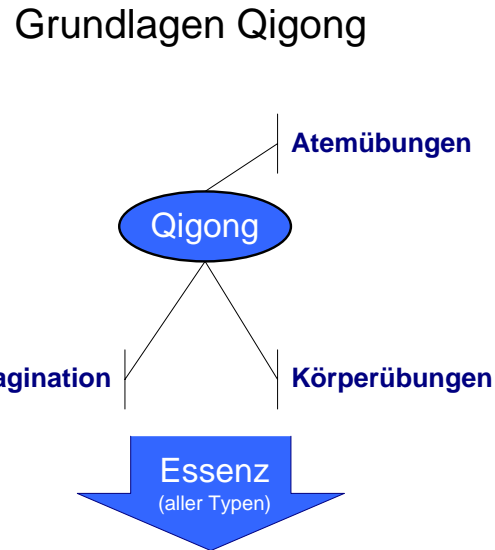 Grundlagen Qigong
Atemübungen
Qigong
agination
Körperübungen
Essenz
(aller Typen)